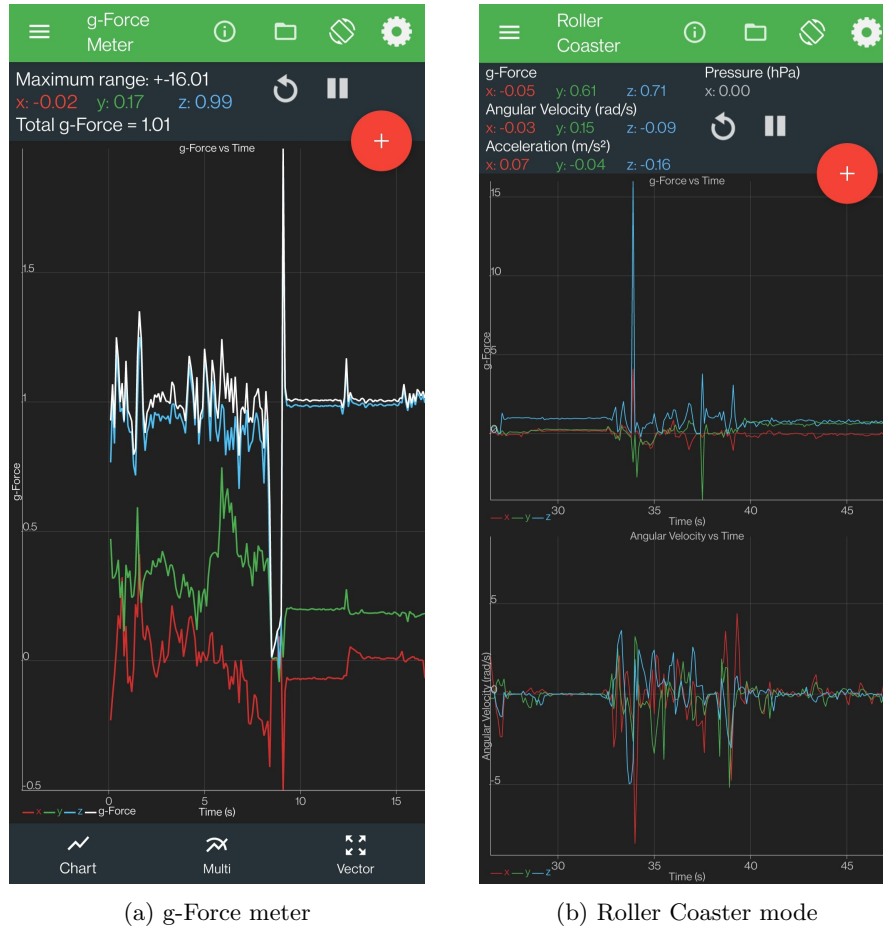 g-Force
Meter
Maximum range: +-16.01
x: -0.02 y: 0.17 z: 0.99
Total g-Force = 1.01
+
g-Force vs Time
1.5
1
0.5
0
-0.5
g-Force
0 5 10 15
x y z g-Force
Time (s)
Chart Multi Vector
(a) g-Force meter
Roller
Coaster
g-Force Pressure (hPa)
x: -0.05 y: 0.61 z: 0.71 x: 0.00
Angular Velocity (rad/s)
x: -0.03 y: 0.15 z: -0.09
Acceleration (m/s²)
x: 0.07 y: -0.04 z: -0.16
+
g-Force vs Time
15
10
5
0
g-Force
30 35 40 45
x y z
Time (s)
Angular Velocity vs Time
5
0
-5
Angular Velocity (rad/s)
30 35 40 45
x y z
Time (s)
(b) Roller Coaster mode